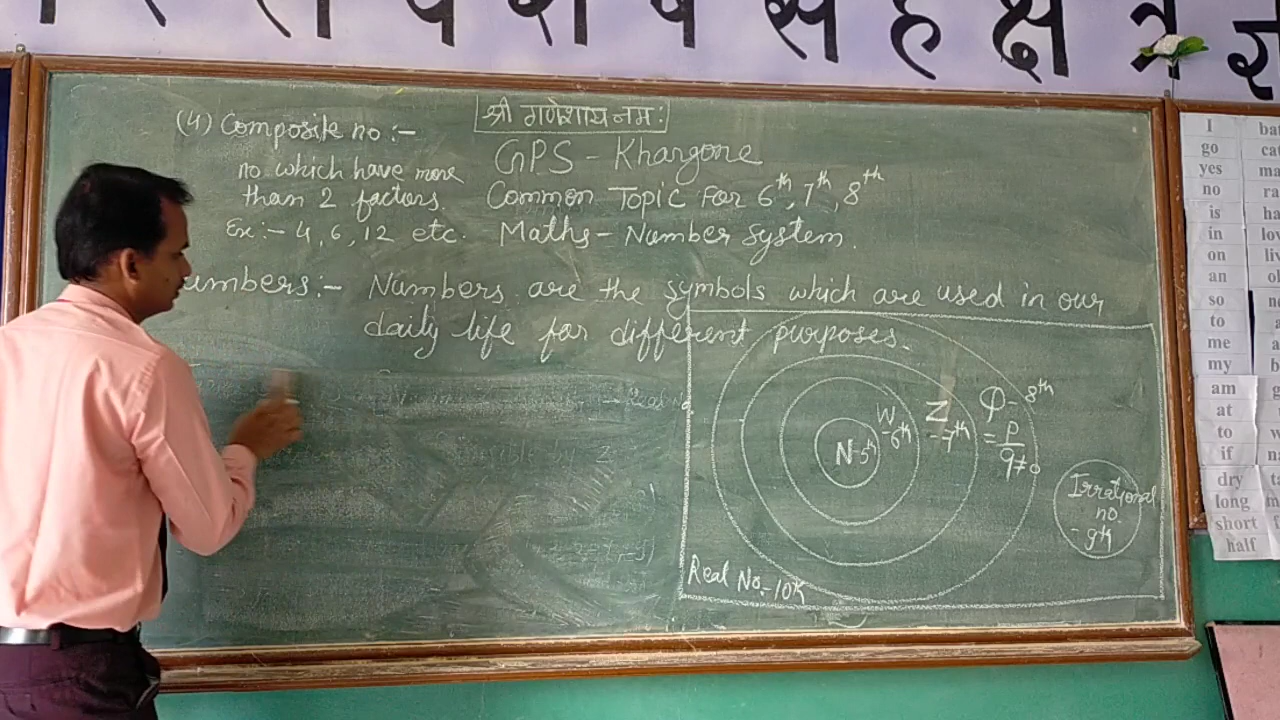 र ल व श ष स ह क्ष त्र ज्ञ
श्री गणेशाय नमः
(4) Composite no :-
no which have more
than 2 factors.
Ex :- 4, 6, 12 etc.
GPS - Khargone
Common Topic For 6th, 7th, 8th
Maths - Number System.
umbers :- Numbers are the symbols which are used in our
daily life for different purposes.
N-5th
W
-6th
Z
-7th
Q - 8th
= P
q≠0
Irrational
no.
- 9th
Real No.-10th
I
go
yes
no
is
in
on
an
so
to
me
my
am
at
to
if
dry
long
short
half